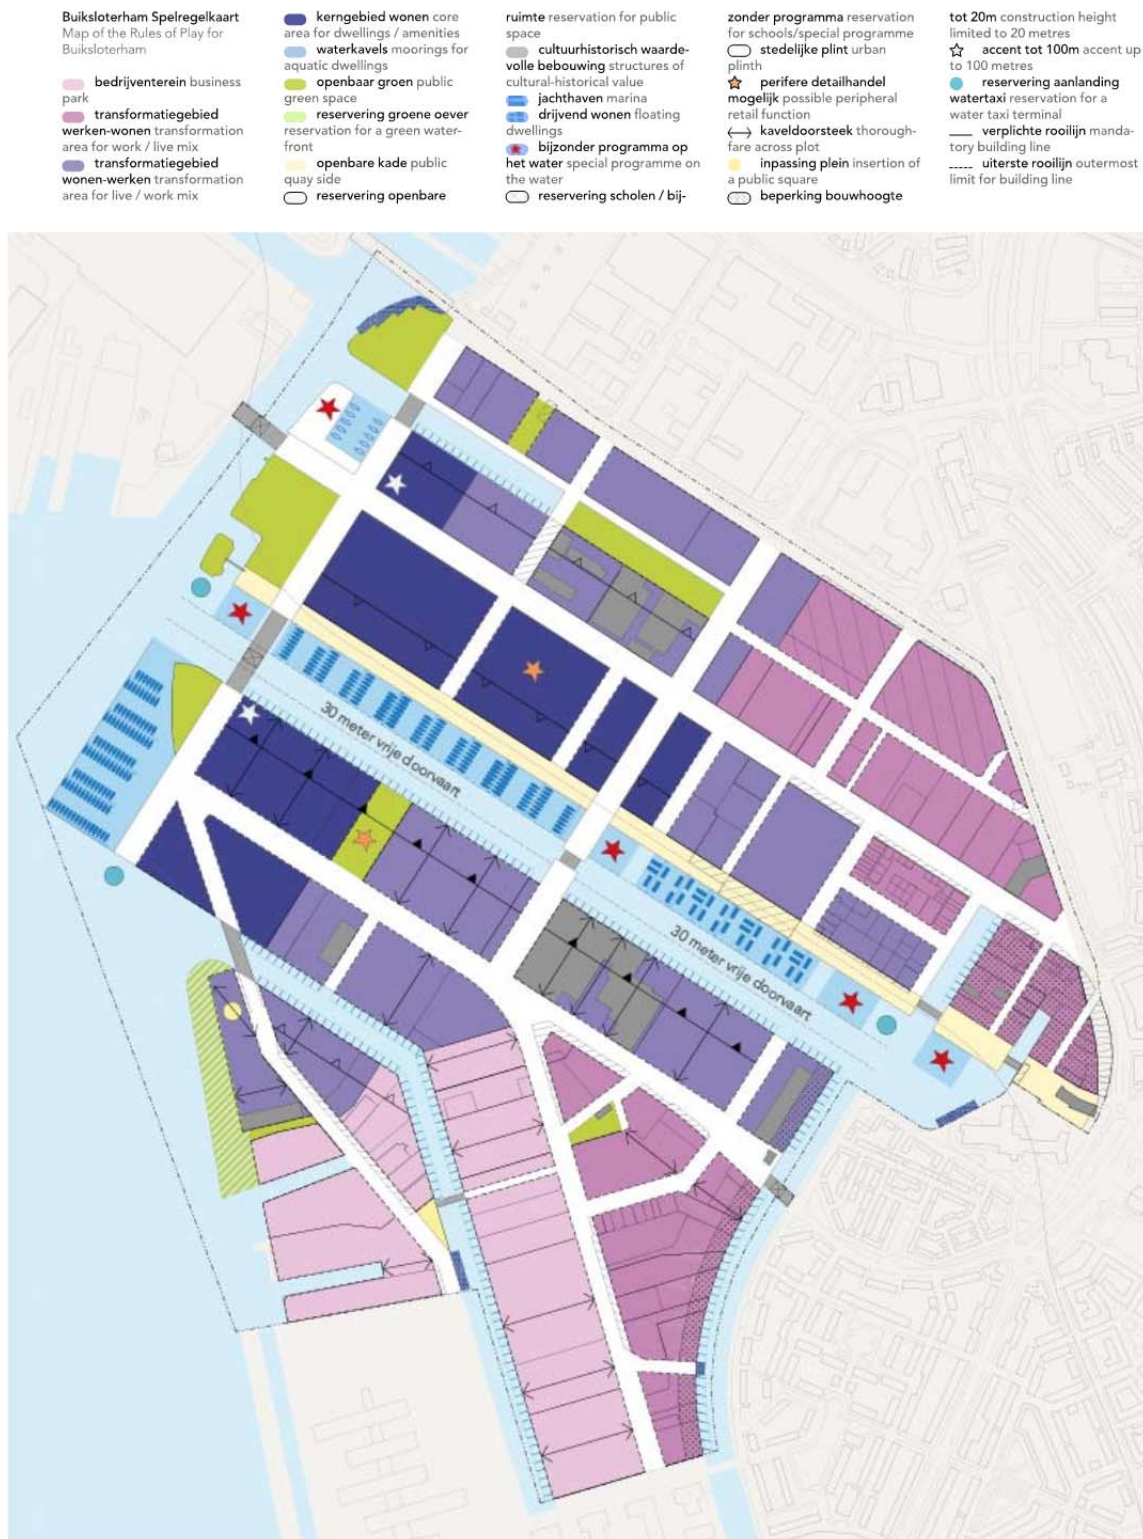 Buiksloterham Spelregelkaart
Map of the Rules of Play for
Buiksloterham
bedrijventerein business
park
transformatiegebied
werken-wonen transformation
area for work / live mix
transformatiegebied
wonen-werken transformation
area for live / work mix
kerngebied wonen core
area for dwellings / amenities
waterkavels moorings for
aquatic dwellings
openbaar groen public
green space
reservering groene oever
reservation for a green water-
front
openbare kade public
quay side
reservering openbare
ruimte reservation for public
space
cultuurhistorisch waarde-
volle bebouwing structures of
cultural-historical value
jachthaven marina
drijvend wonen floating
dwellings
bijzonder programma op
het water special programme on
the water
reservering scholen / bij-
zonder programma reservation
for schools/special programme
stedelijke plint urban
plinth
perifere detailhandel
mogelijk possible peripheral
retail function
kaveldoorsteek thorough-
fare across plot
inpassing plein insertion of
a public square
beperking bouwhoogte
tot 20m construction height
limited to 20 metres
accent tot 100m accent up
to 100 metres
reservering aanlanding
watertaxi reservation for a
water taxi terminal
verplichte rooilijn manda-
tory building line
uiterste rooilijn outermost
limit for building line
30 meter vrije doorvaart
30 meter vrije doorvaart